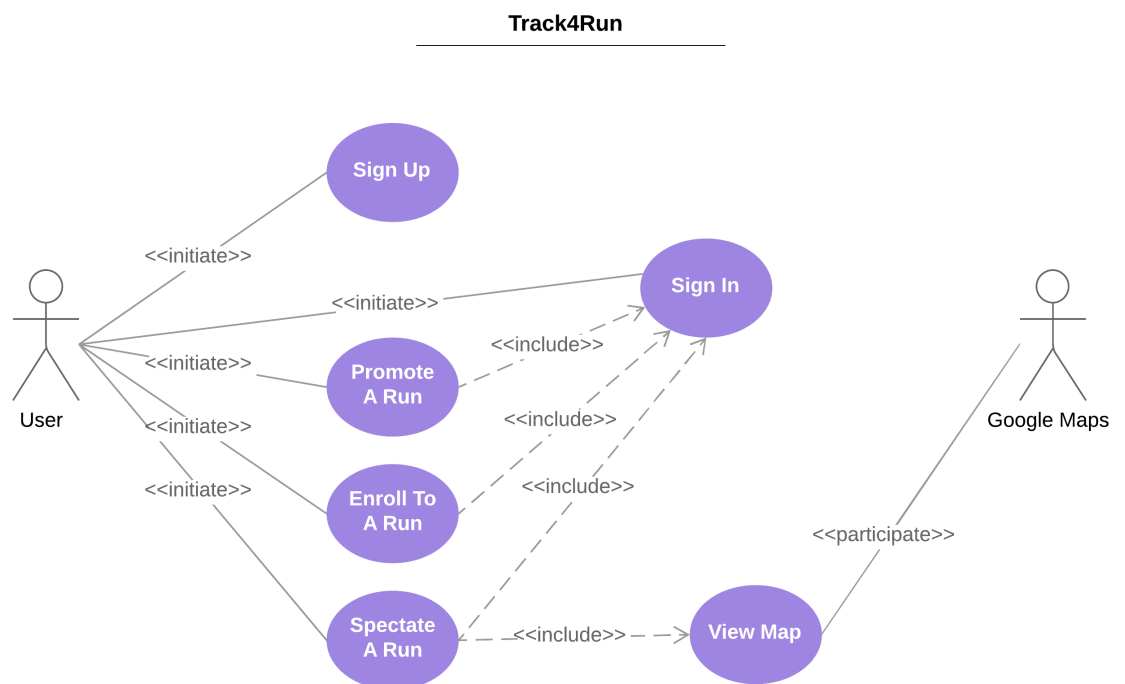 Track4Run
Sign Up
<<initiate>>
Sign In
<<initiate>>
<<include>>
<<initiate>>
Promote
A Run
User
Google Maps
<<include>>
<<initiate>>
Enroll To
A Run
<<include>>
<<initiate>>
<<participate>>
Spectate
A Run
<<include>>
View Map